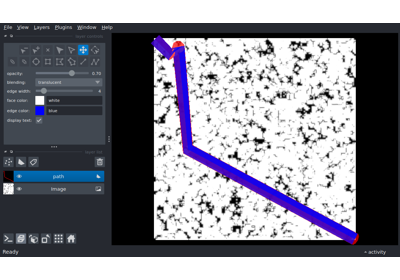 File View Layers Plugins Window Help
opacity: 0.70
blending: translucent
edge width: 4
face color: white
edge color: blue
display text: ✓
path
Image
Ready
activity